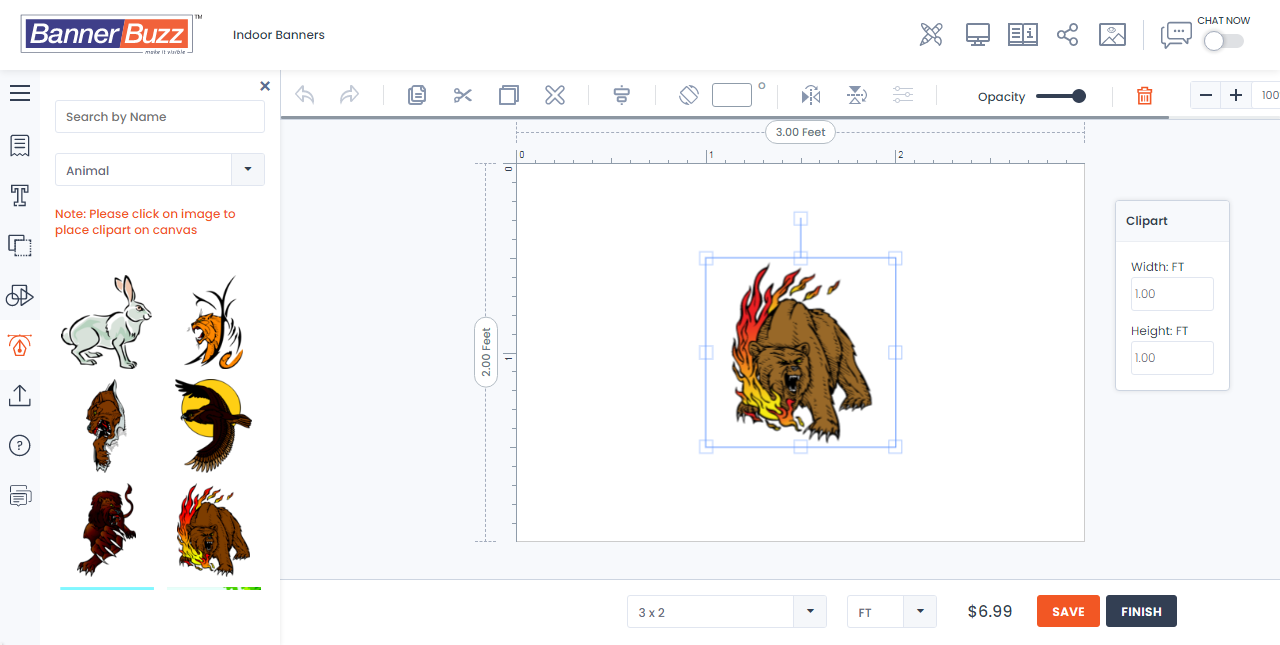 BannerBuzz™
make it visible
Indoor Banners
CHAT NOW
Search by Name
Animal
Note: Please click on image to
place clipart on canvas
Opacity
100
3.00 Feet
0 1 2
0
1
2.00 Feet
Clipart
Width: FT
1.00
Height: FT
1.00
3 x 2
FT
$6.99
SAVE
FINISH